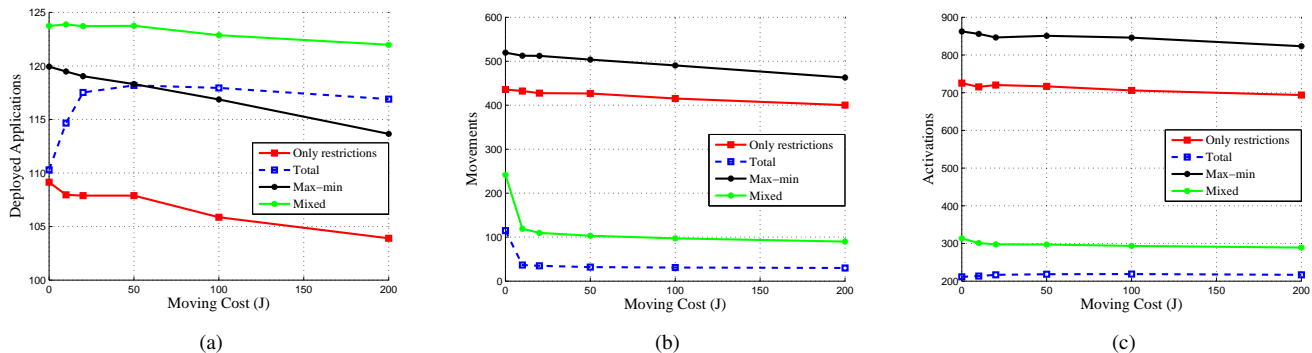 125
120
115
110
105
100
Deployed Applications
Only restrictions
Total
Max−min
Mixed
0
50
100
150
200
Moving Cost (J)
(a)
600
500
400
300
200
100
0
Movements
Only restrictions
Total
Max−min
Mixed
0
50
100
150
200
Moving Cost (J)
(b)
900
800
700
600
500
400
300
200
Activations
Only restrictions
Total
Max−min
Mixed
0
50
100
150
200
Moving Cost (J)
(c)